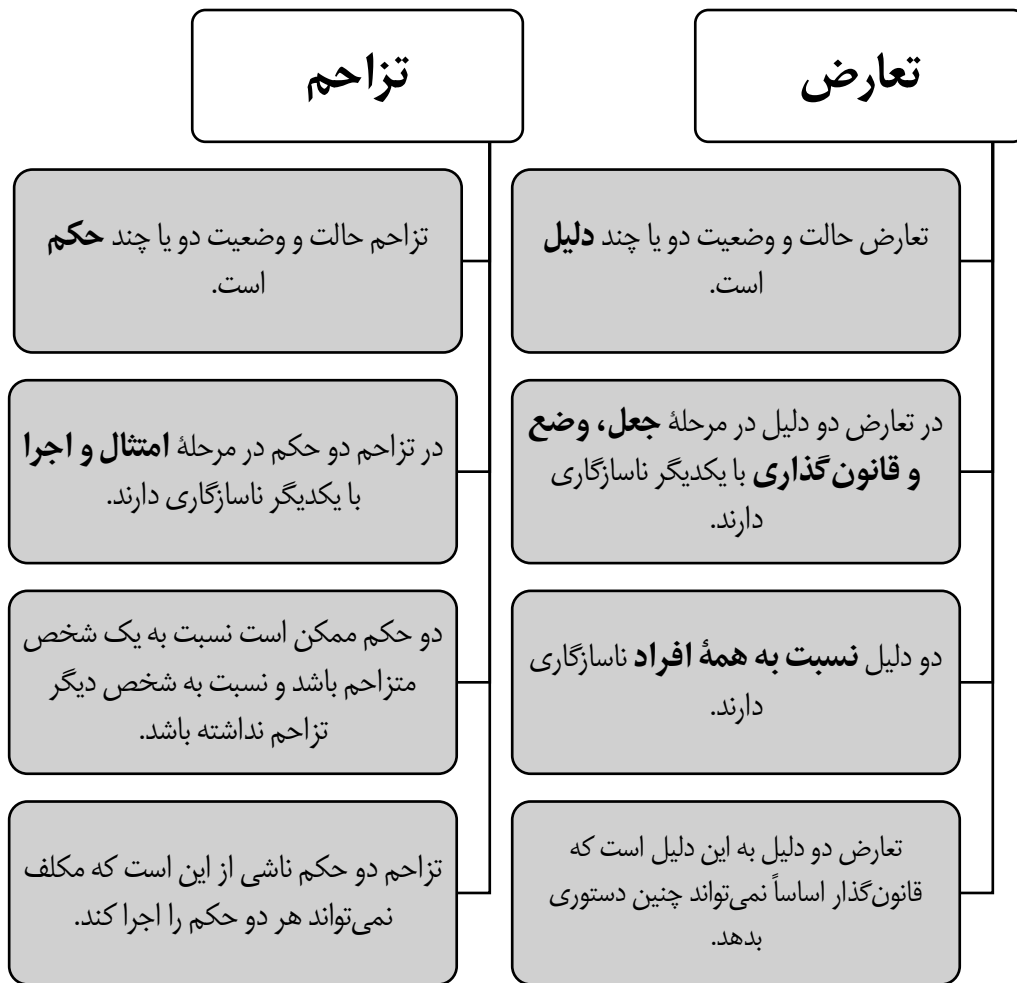 تعارض
تعارض حالت و وضعیت دو یا چند دلیل
است.
در تعارض دو دلیل در مرحلهٔ جعل، وضع
و قانون‌گذاری با یکدیگر ناسازگاری
دارند.
دو دلیل نسبت به همهٔ افراد ناسازگاری
دارند.
تعارض دو دلیل به این دلیل است که
قانون‌گذار اساساً نمی‌تواند چنین دستوری
بدهد.
تزاحم
تزاحم حالت و وضعیت دو یا چند حکم
است.
در تزاحم دو حکم در مرحلهٔ امتثال و اجرا
با یکدیگر ناسازگاری دارند.
دو حکم ممکن است نسبت به یک شخص
متزاحم باشد و نسبت به شخص دیگر
تزاحم نداشته باشد.
تزاحم دو حکم ناشی از این است که مکلف
نمی‌تواند هر دو حکم را اجرا کند.